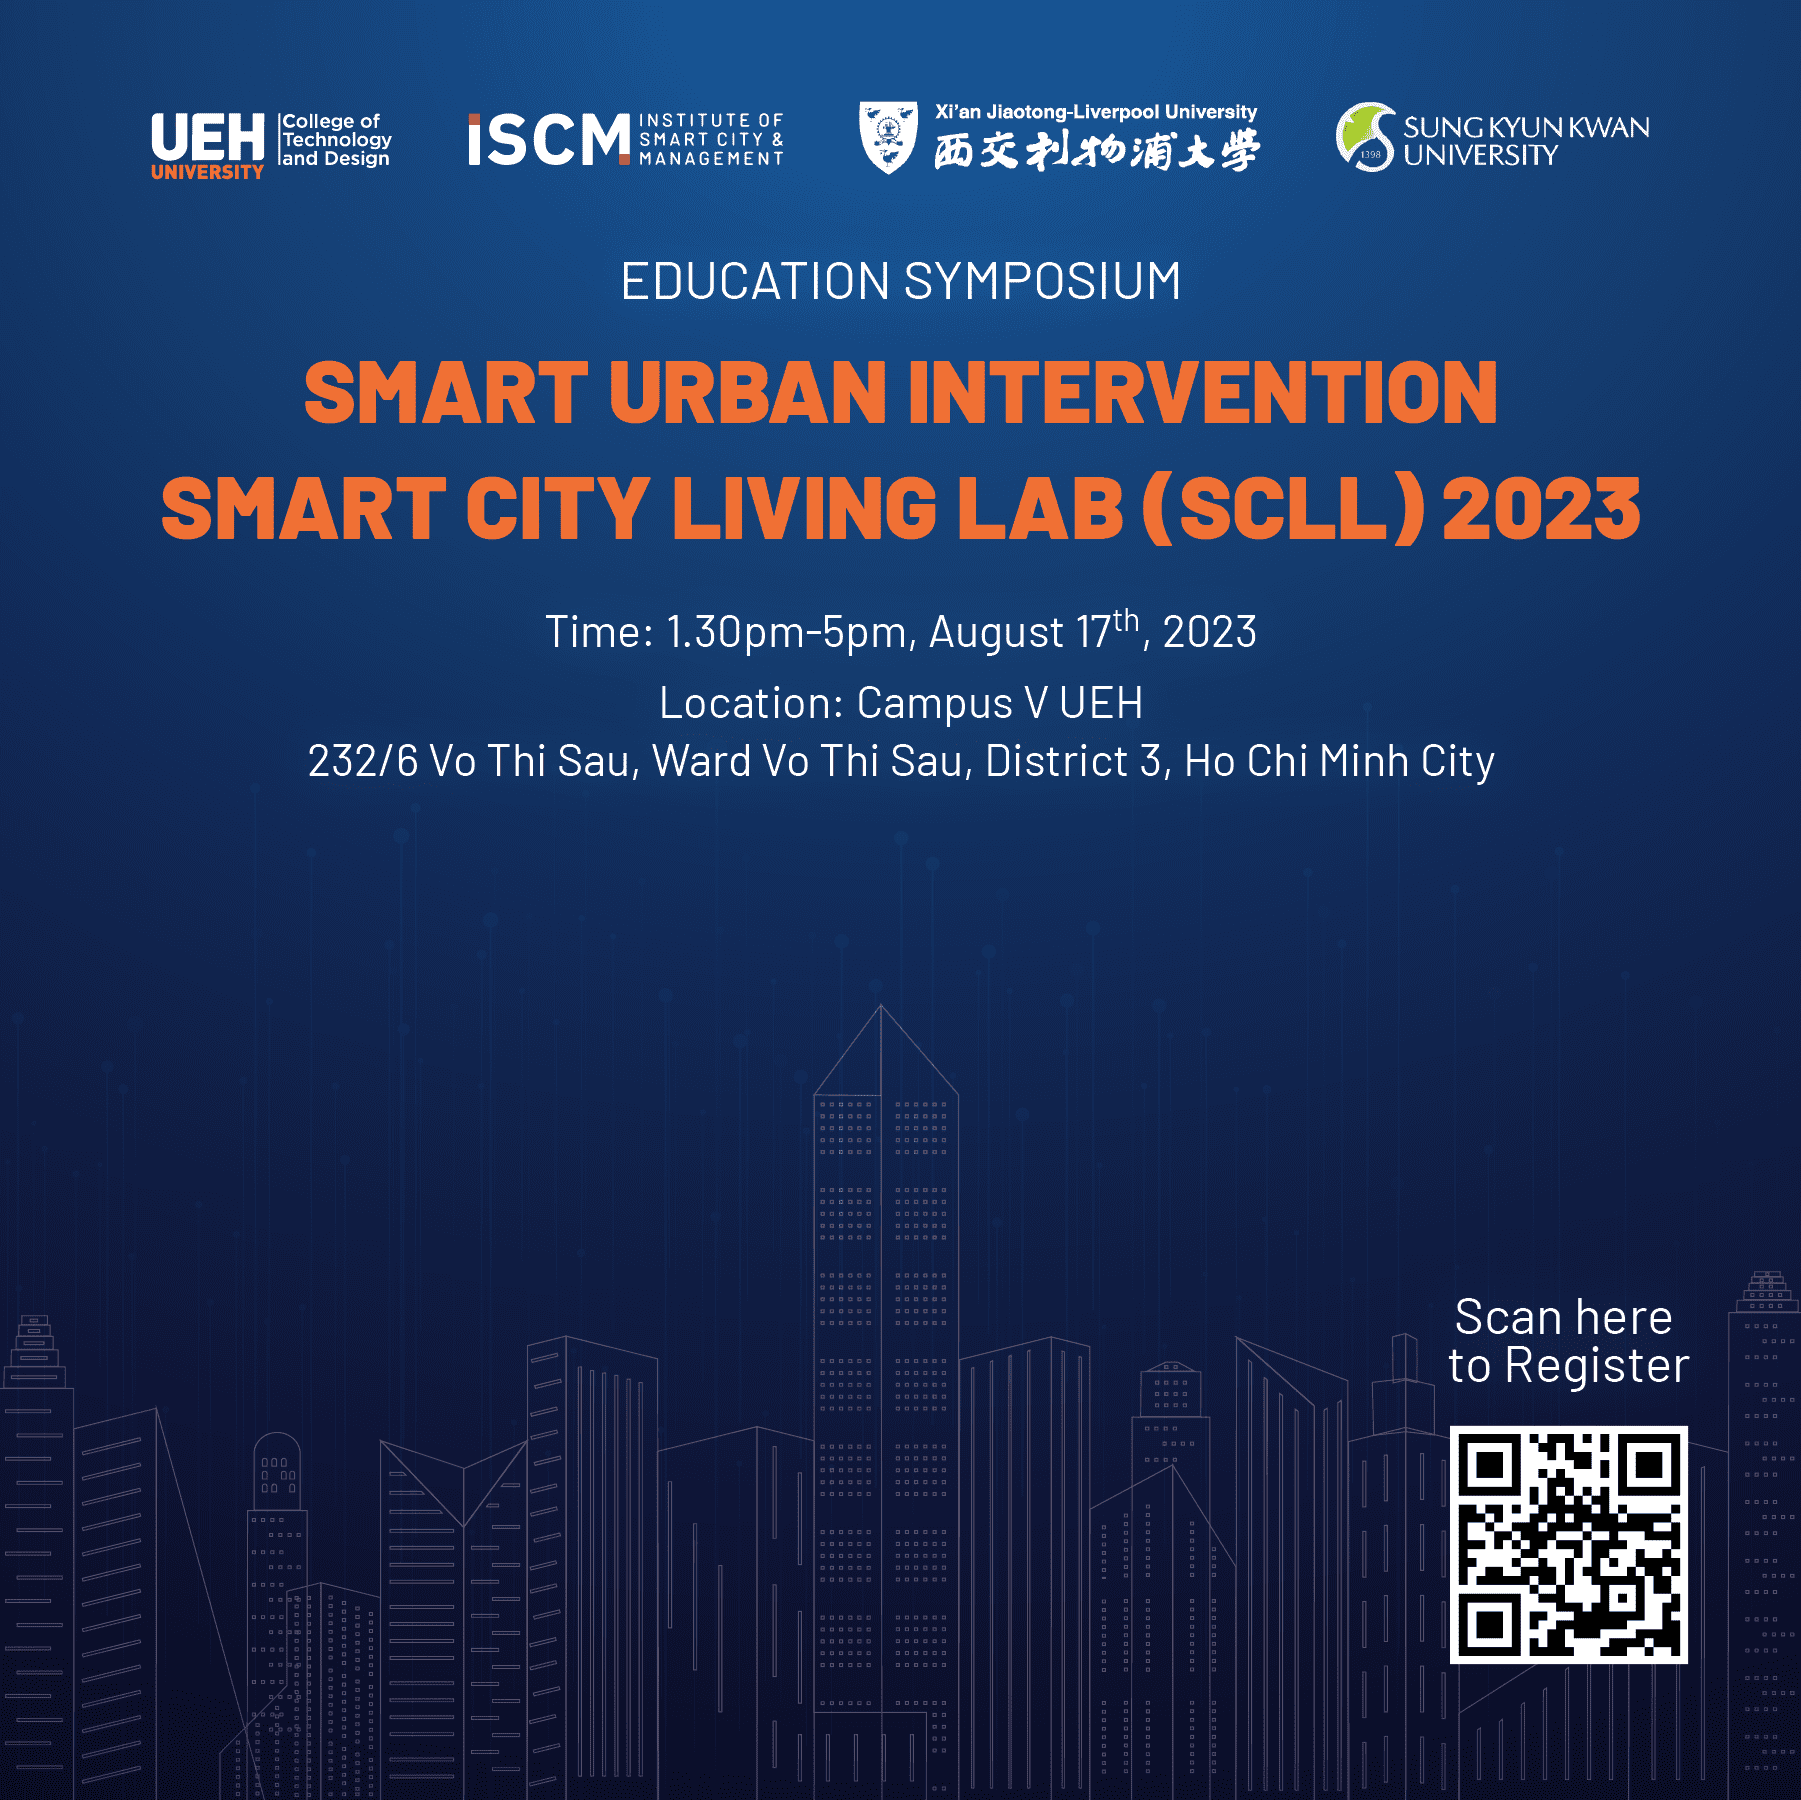 UEH
UNIVERSITY
College of
Technology
and Design
iSCM
INSTITUTE OF
SMART CITY &
MANAGEMENT
Xi'an Jiaotong-Liverpool University
西交利物浦大学
1398
SUNGKYUNKWAN
UNIVERSITY
EDUCATION SYMPOSIUM
SMART URBAN INTERVENTION
SMART CITY LIVING LAB (SCLL) 2023
Time: 1.30pm-5pm, August 17th, 2023
Location: Campus V UEH
232/6 Vo Thi Sau, Ward Vo Thi Sau, District 3, Ho Chi Minh City
Scan here
to Register